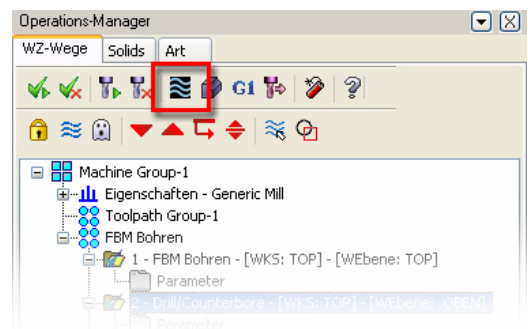 Operations-Manager
WZ-Wege Solids Art
G1
Machine Group-1
Eigenschaften - Generic Mill
Toolpath Group-1
FBM Bohren
1 - FBM Bohren - [WKS: TOP] - [WEbene: TOP]
Parameter
2 - Drill/Counterbore - [WKS: TOP] - [WEbene: OBEN]
Parameter